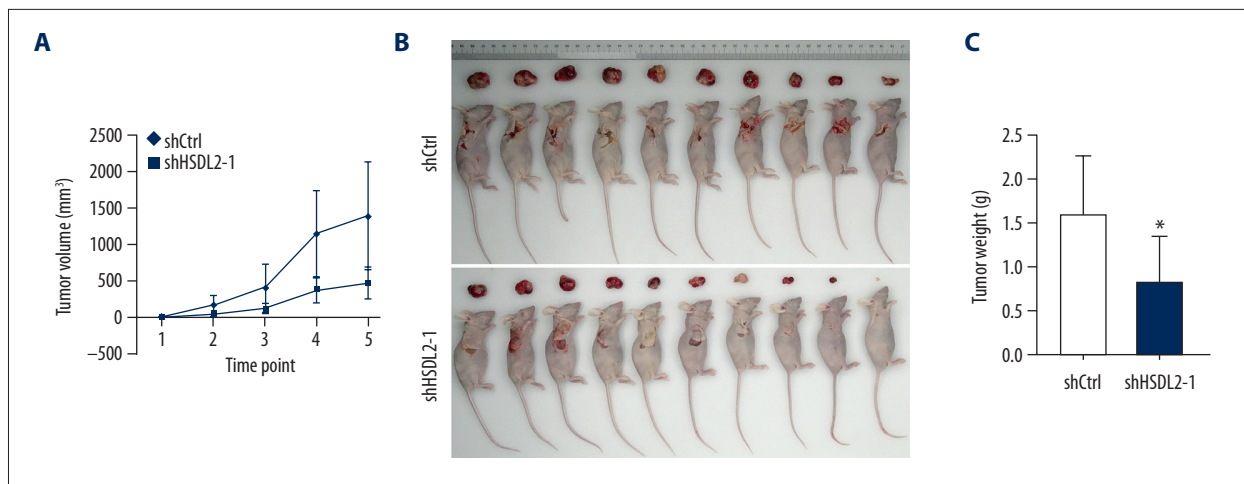 A
2500
2000
1500
1000
500
0
−500
Tumor volume (mm³)
shCtrl
shHSDL2-1
1 2 3 4 5
Time point
B
shCtrl
shHSDL2-1
C
2.5
2.0
1.5
1.0
0.5
0.0
Tumor weight (g)
*
shCtrl shHSDL2-1